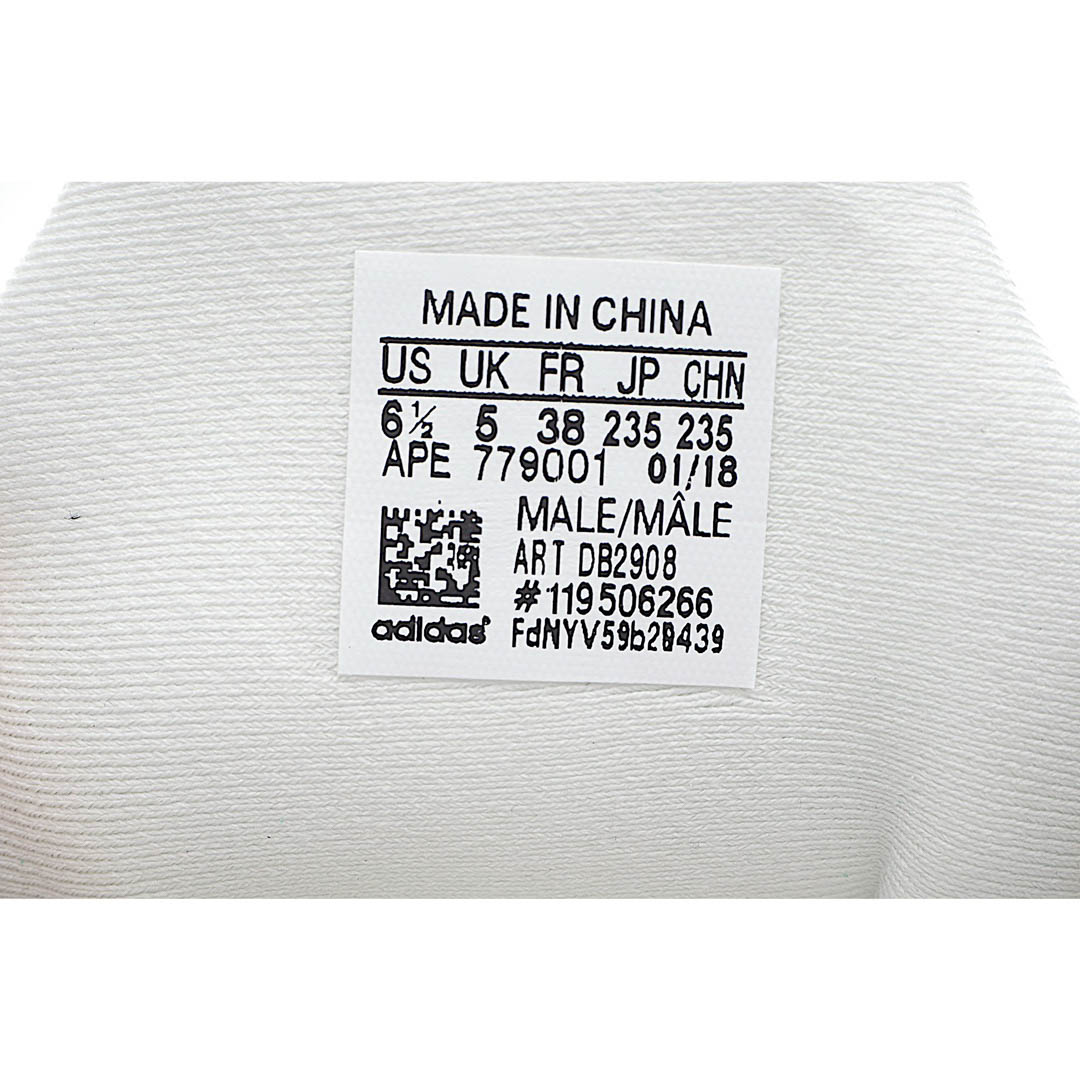 MADE IN CHINA
US UK FR JP CHN
6½ 5 38 235 235
APE 779001 01/18
MALE/MÂLE
ART DB2908
#119506266
adidas